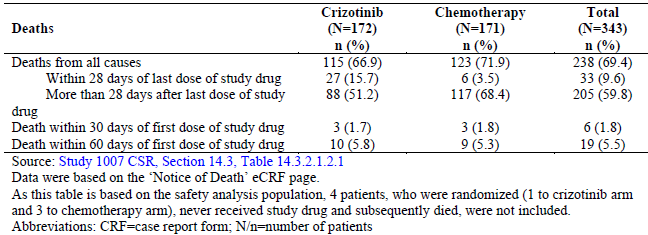 Deaths Crizotinib (N=172) n (%) Chemotherapy (N=171) n (%) Total (N=343) n (%)
Deaths from all causes 115 (66.9) 123 (71.9) 238 (69.4)
Within 28 days of last dose of study drug 27 (15.7) 6 (3.5) 33 (9.6)
More than 28 days after last dose of study 88 (51.2) 117 (68.4) 205 (59.8)
drug
Death within 30 days of first dose of study drug 3 (1.7) 3 (1.8) 6 (1.8)
Death within 60 days of first dose of study drug 10 (5.8) 9 (5.3) 19 (5.5)
Source: Study 1007 CSR, Section 14.3, Table 14.3.2.1.2.1
Data were based on the ‘Notice of Death’ eCRF page.
As this table is based on the safety analysis population, 4 patients, who were randomized (1 to crizotinib arm
and 3 to chemotherapy arm), never received study drug and subsequently died, were not included.
Abbreviations: CRF=case report form; N/n=number of patients